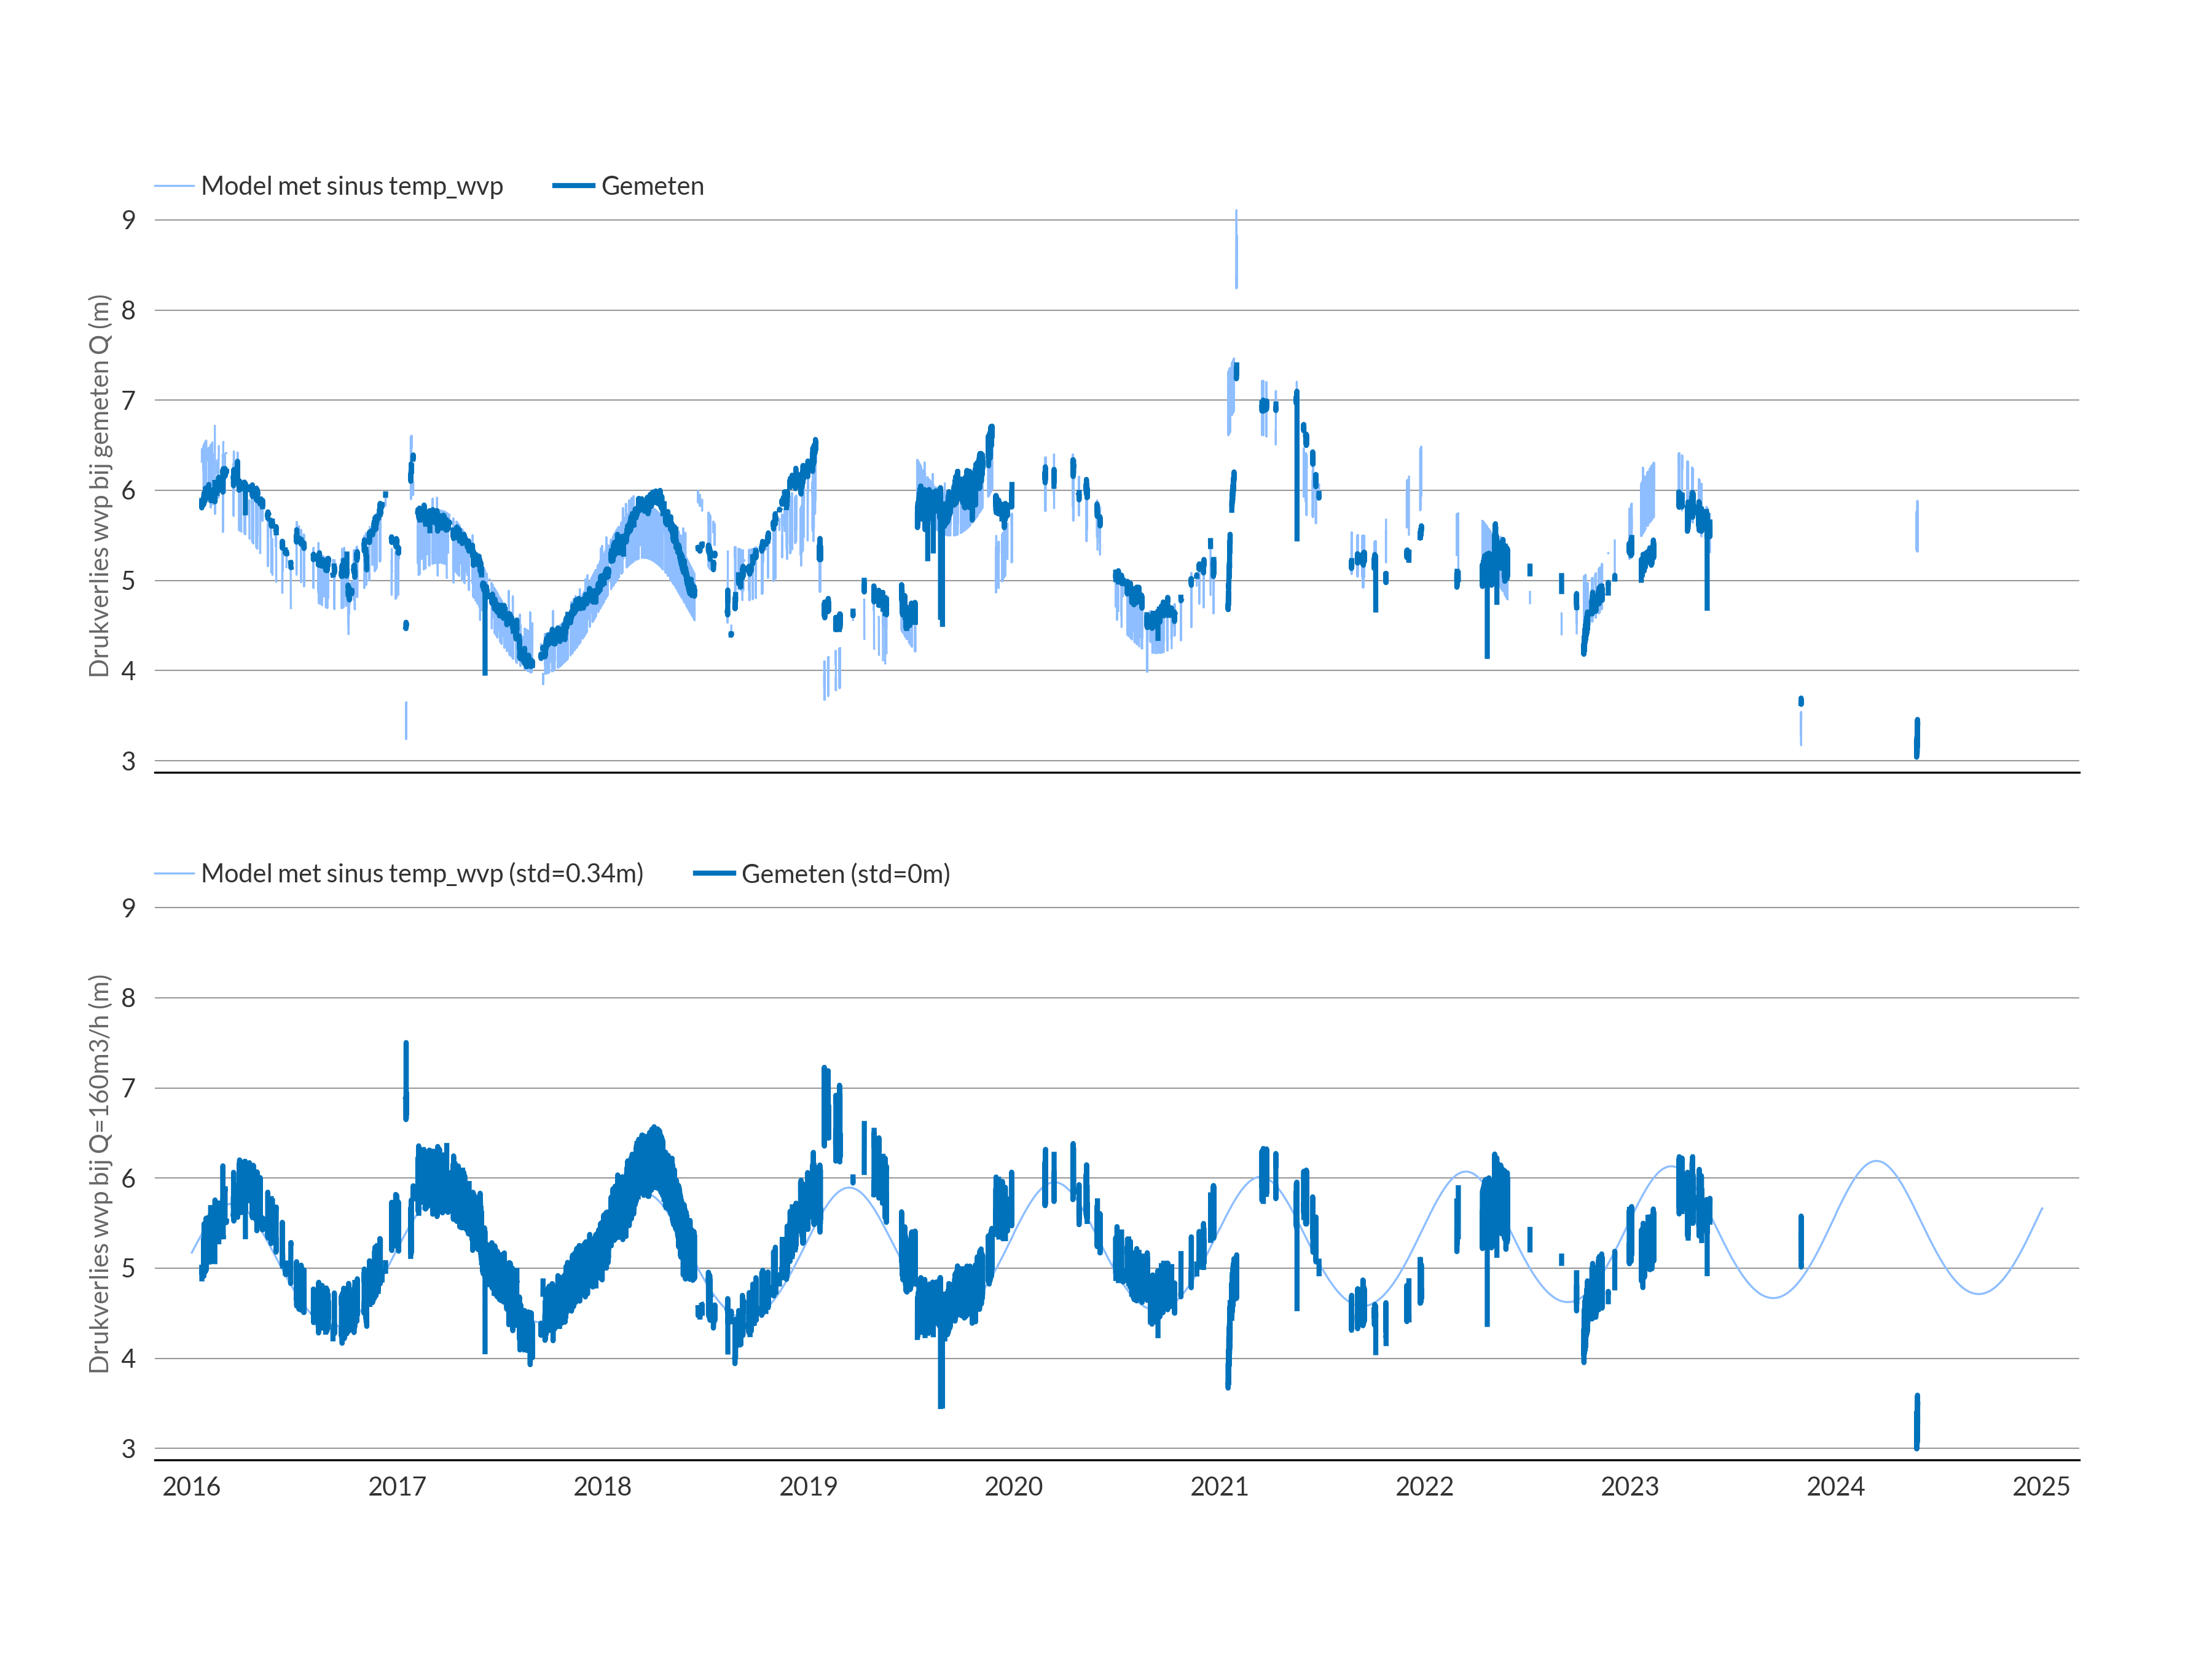 Model met sinus temp_wvp Gemeten
Drukverlies wvp bij gemeten Q (m)
9
8
7
6
5
4
3
Model met sinus temp_wvp (std=0.34m) Gemeten (std=0m)
Drukverlies wvp bij Q=160m3/h (m)
9
8
7
6
5
4
3
2016 2017 2018 2019 2020 2021 2022 2023 2024 2025